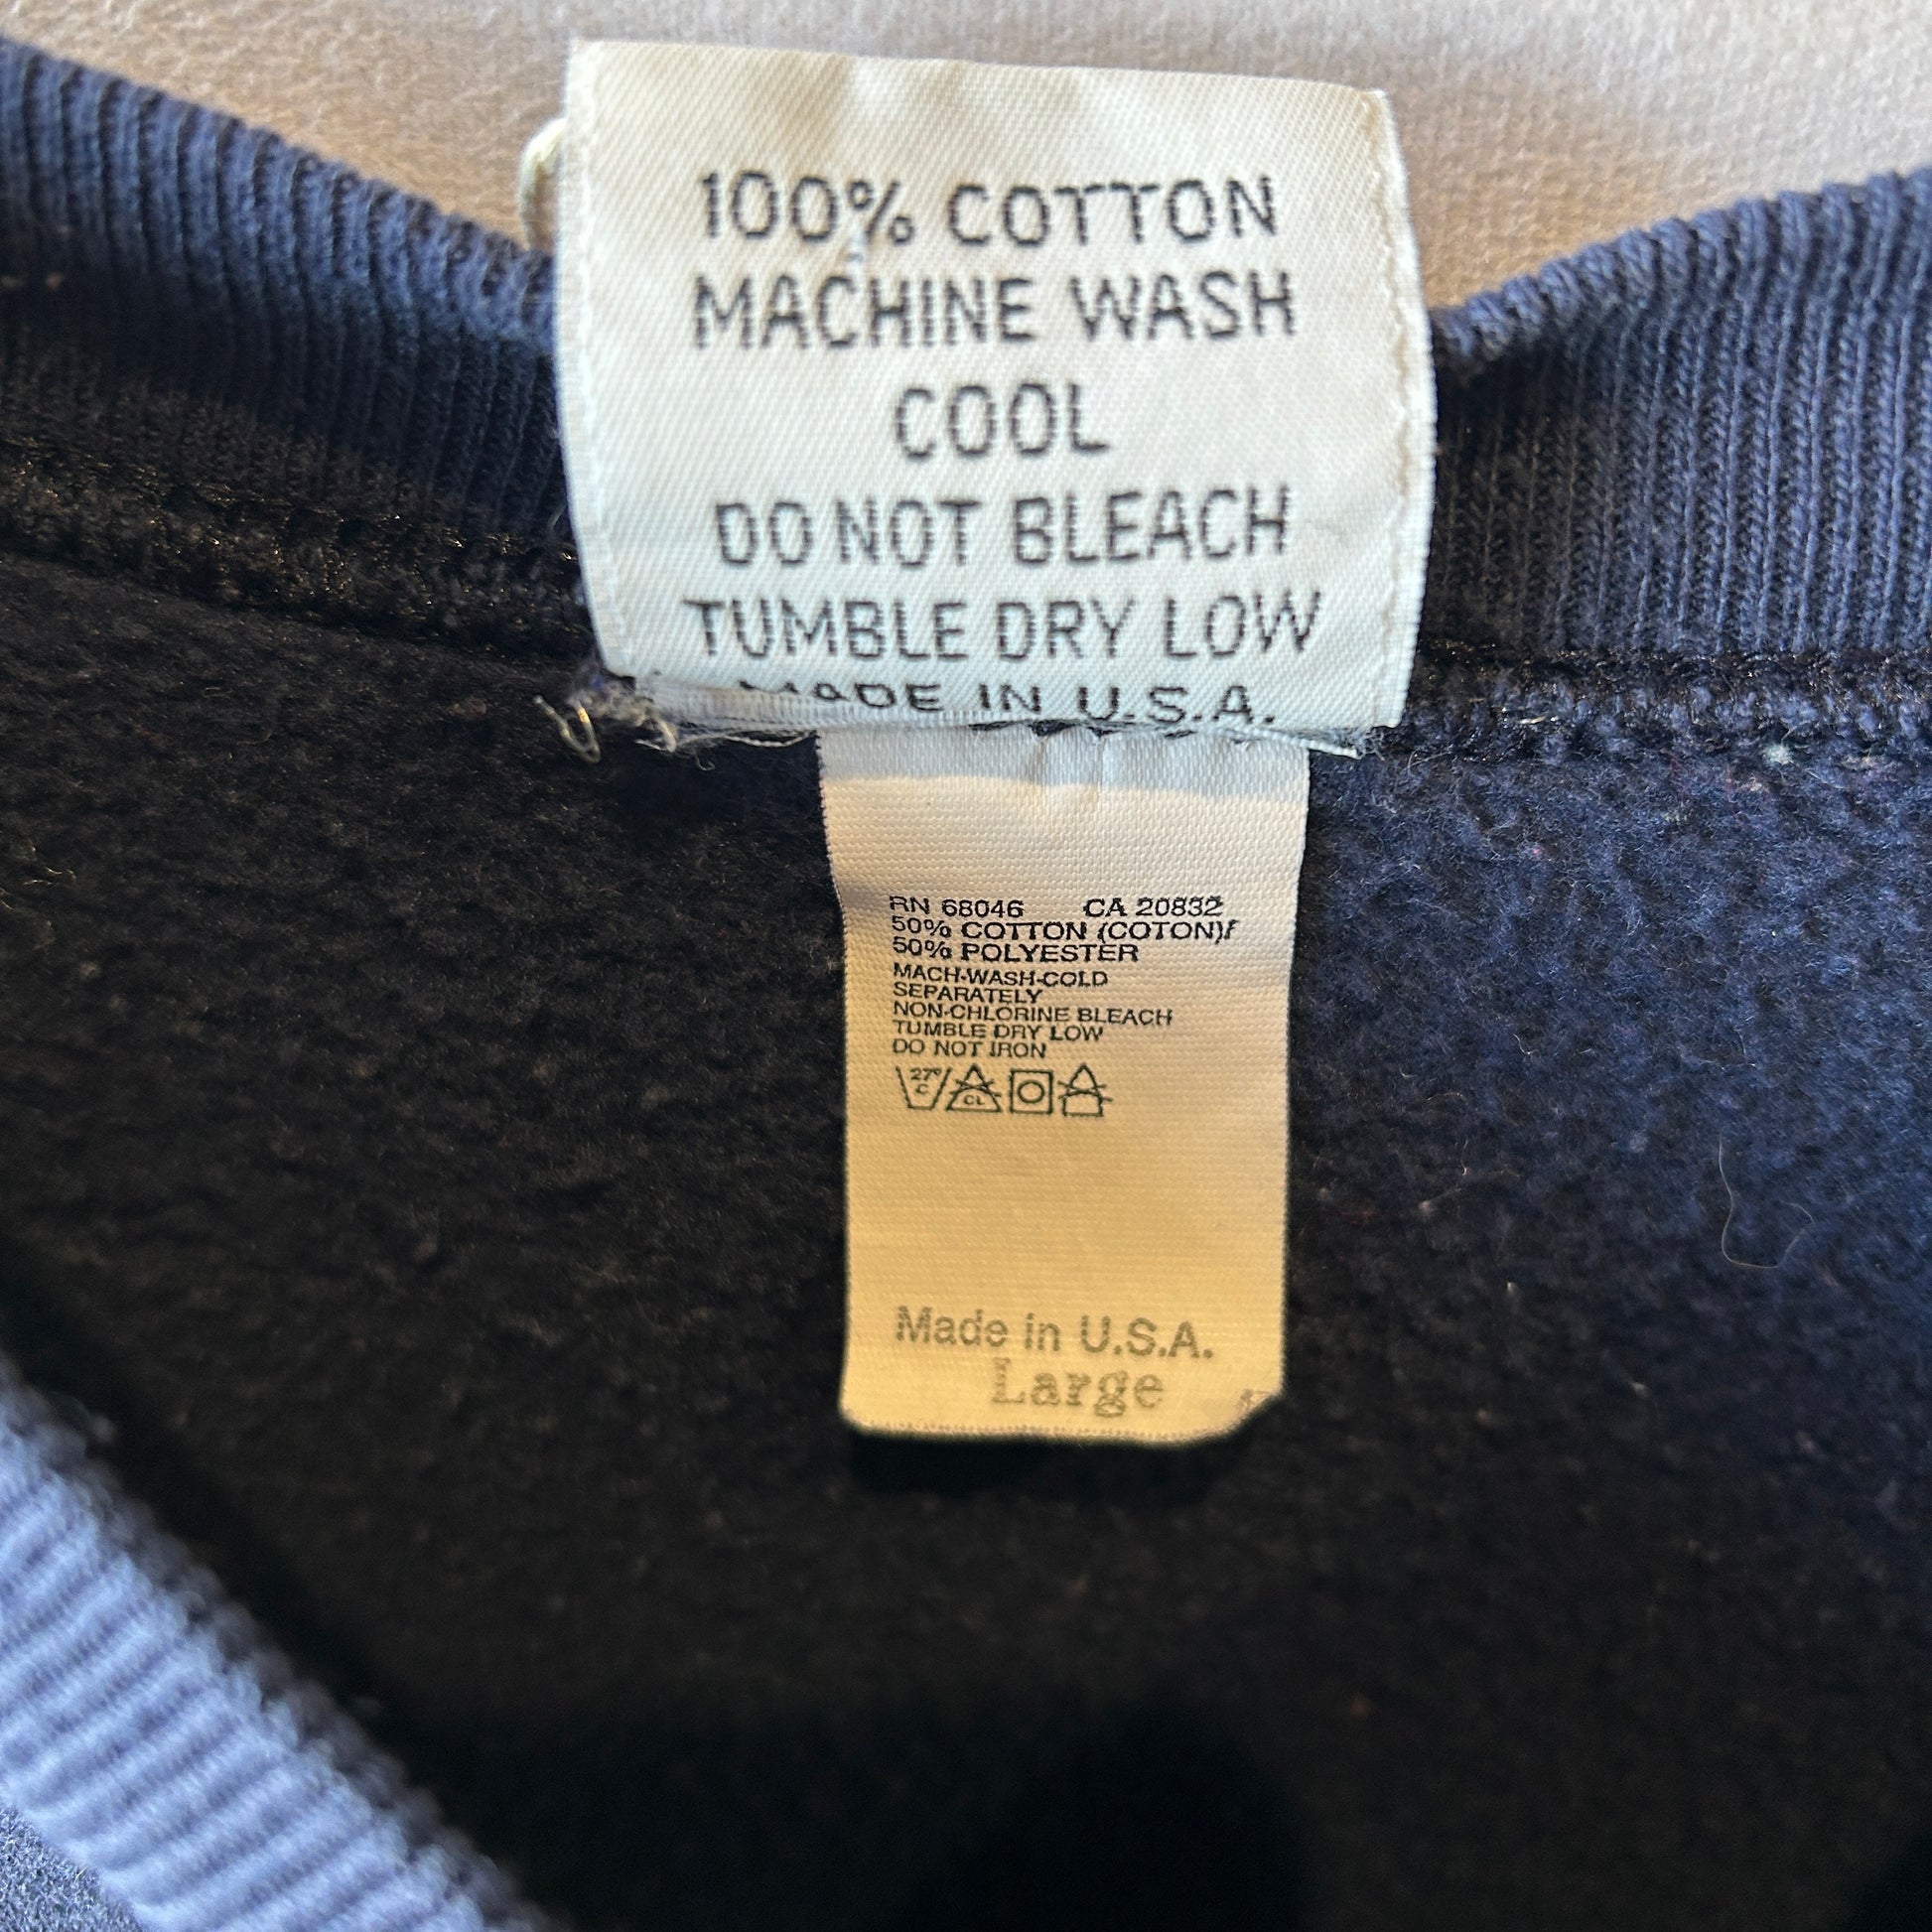 100% COTTON
MACHINE WASH
COOL
DO NOT BLEACH
TUMBLE DRY LOW
MADE IN U.S.A.
RN 68046 CA 20832
50% COTTON (COTON)/
50% POLYESTER
MACH-WASH-COLD
SEPARATELY
NON-CHLORINE BLEACH
TUMBLE DRY LOW
DO NOT IRON
27° C CL
Made in U.S.A.
Large